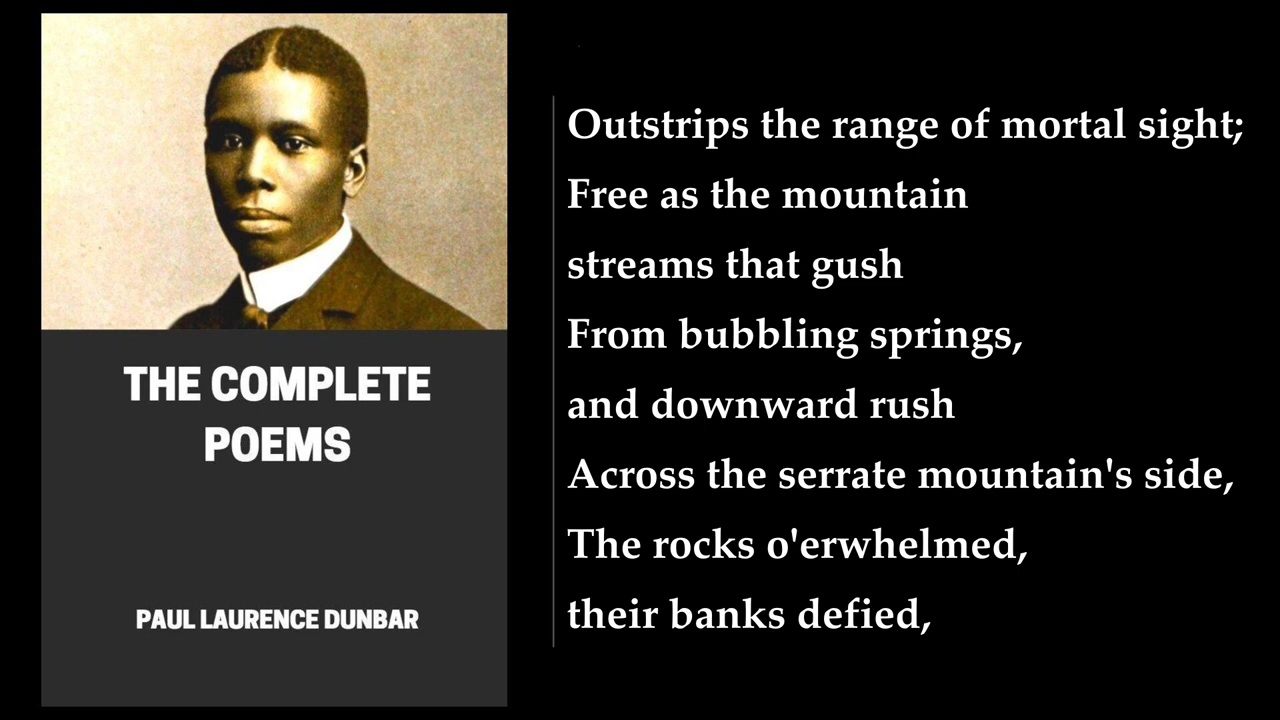 THE COMPLETE
POEMS
PAUL LAURENCE DUNBAR
Outstrips the range of mortal sight;
Free as the mountain
streams that gush
From bubbling springs,
and downward rush
Across the serrate mountain's side,
The rocks o'erwhelmed,
their banks defied,